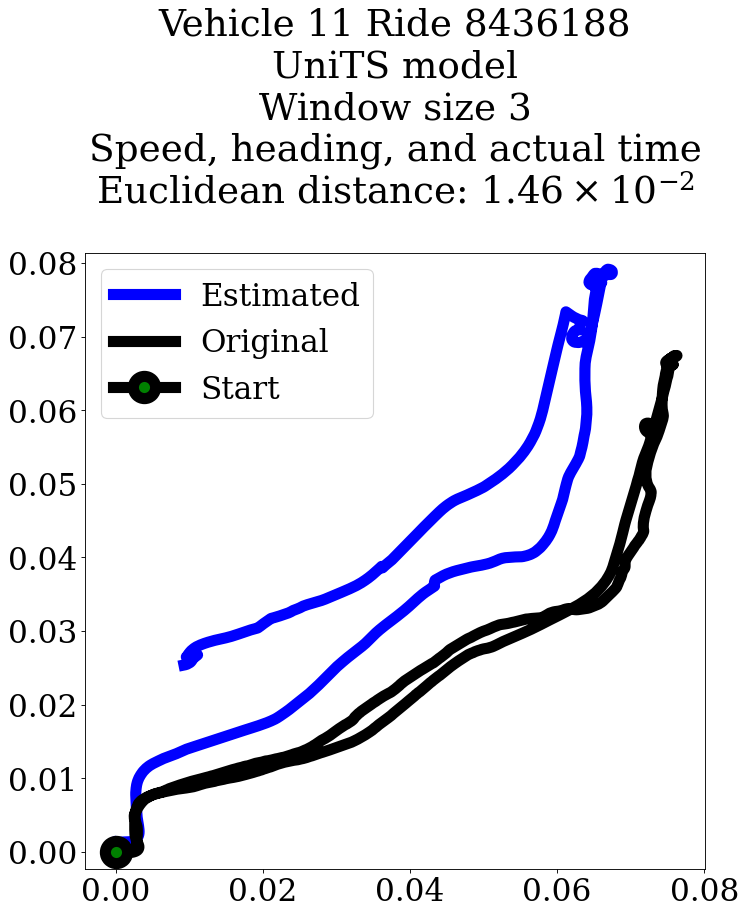 Vehicle 11 Ride 8436188
UniTS model
Window size 3
Speed, heading, and actual time
Euclidean distance: 1.46 × 10⁻²
0.08
0.07
0.06
0.05
0.04
0.03
0.02
0.01
0.00
Estimated
Original
Start
0.00 0.02 0.04 0.06 0.08